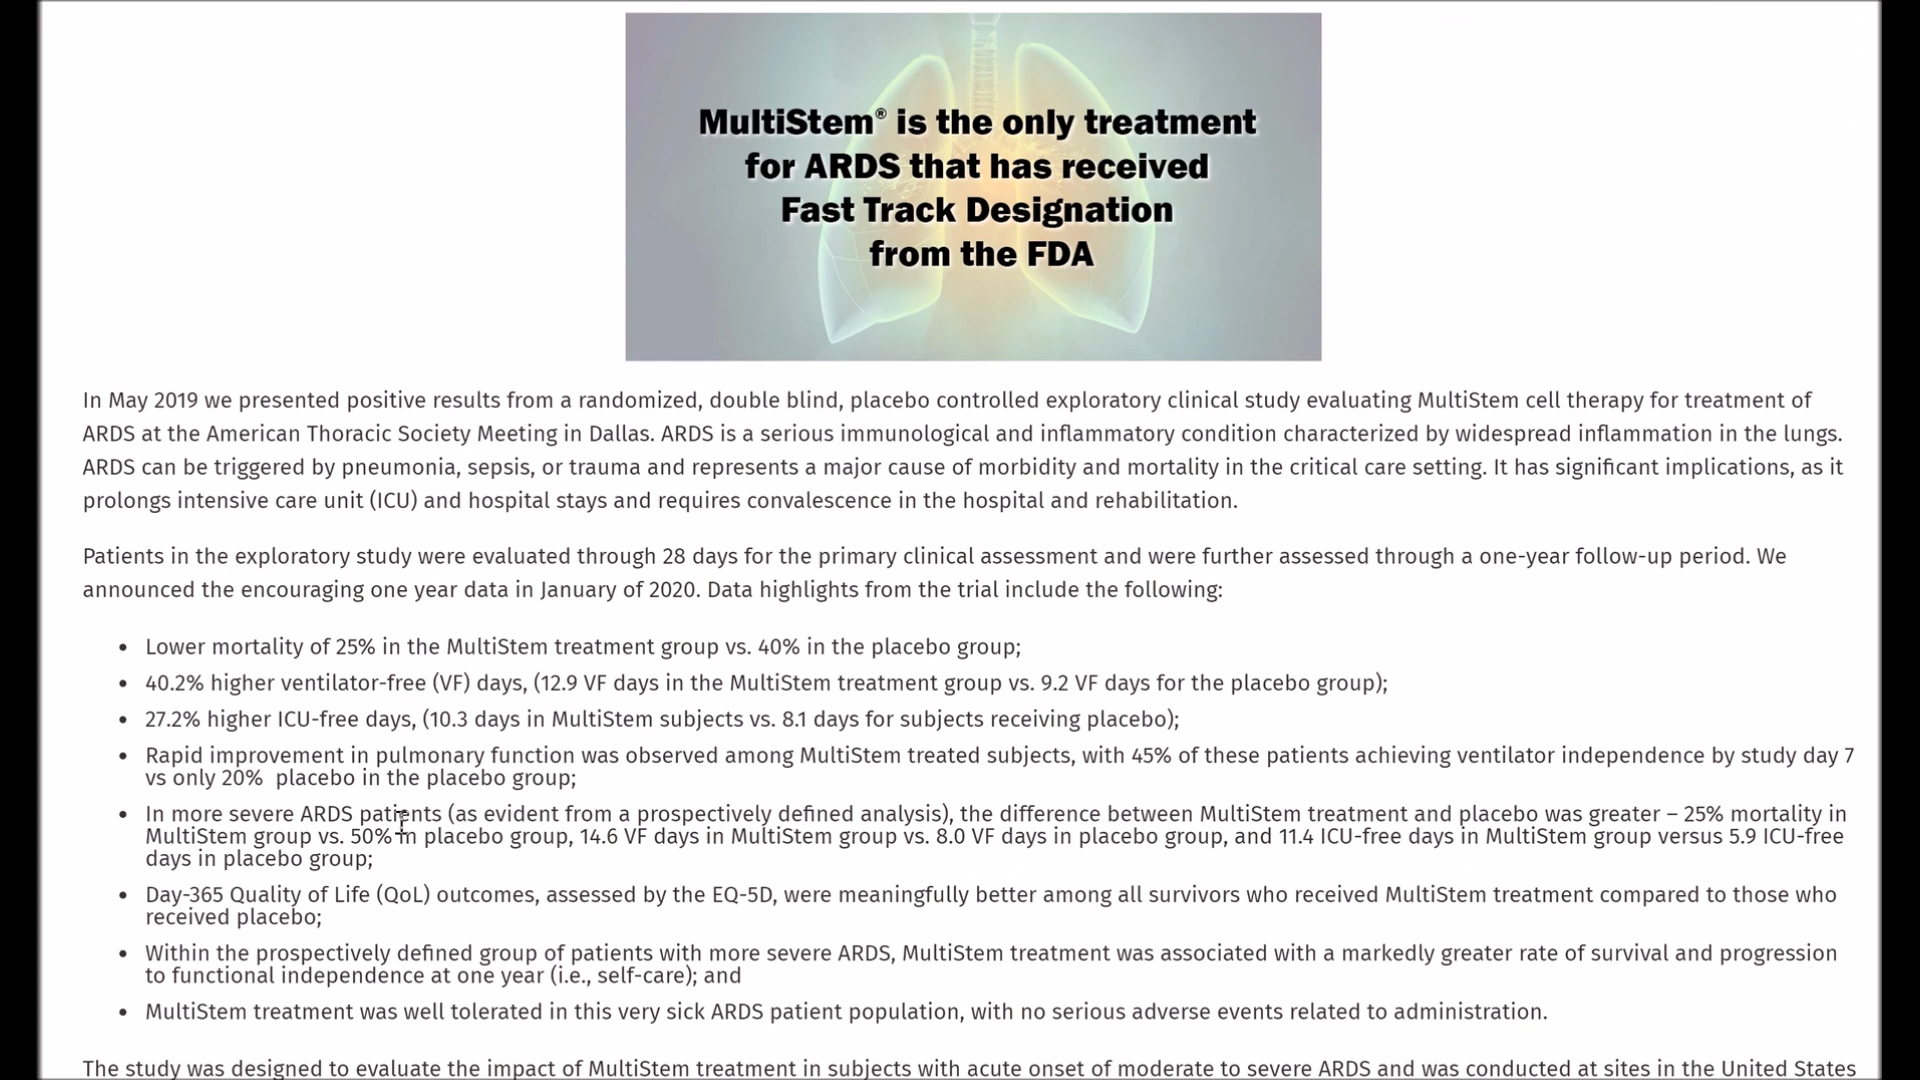 MultiStem® is the only treatment
for ARDS that has received
Fast Track Designation
from the FDA
In May 2019 we presented positive results from a randomized, double blind, placebo controlled exploratory clinical study evaluating MultiStem cell therapy for treatment of
ARDS at the American Thoracic Society Meeting in Dallas. ARDS is a serious immunological and inflammatory condition characterized by widespread inflammation in the lungs.
ARDS can be triggered by pneumonia, sepsis, or trauma and represents a major cause of morbidity and mortality in the critical care setting. It has significant implications, as it
prolongs intensive care unit (ICU) and hospital stays and requires convalescence in the hospital and rehabilitation.
Patients in the exploratory study were evaluated through 28 days for the primary clinical assessment and were further assessed through a one-year follow-up period. We
announced the encouraging one year data in January of 2020. Data highlights from the trial include the following:
• Lower mortality of 25% in the MultiStem treatment group vs. 40% in the placebo group;
• 40.2% higher ventilator-free (VF) days, (12.9 VF days in the MultiStem treatment group vs. 9.2 VF days for the placebo group);
• 27.2% higher ICU-free days, (10.3 days in MultiStem subjects vs. 8.1 days for subjects receiving placebo);
• Rapid improvement in pulmonary function was observed among MultiStem treated subjects, with 45% of these patients achieving ventilator independence by study day 7
vs only 20%  placebo in the placebo group;
• In more severe ARDS patients (as evident from a prospectively defined analysis), the difference between MultiStem treatment and placebo was greater – 25% mortality in
MultiStem group vs. 50% in placebo group, 14.6 VF days in MultiStem group vs. 8.0 VF days in placebo group, and 11.4 ICU-free days in MultiStem group versus 5.9 ICU-free
days in placebo group;
• Day-365 Quality of Life (QoL) outcomes, assessed by the EQ-5D, were meaningfully better among all survivors who received MultiStem treatment compared to those who
received placebo;
• Within the prospectively defined group of patients with more severe ARDS, MultiStem treatment was associated with a markedly greater rate of survival and progression
to functional independence at one year (i.e., self-care); and
• MultiStem treatment was well tolerated in this very sick ARDS patient population, with no serious adverse events related to administration.
The study was designed to evaluate the impact of MultiStem treatment in subjects with acute onset of moderate to severe ARDS and was conducted at sites in the United States